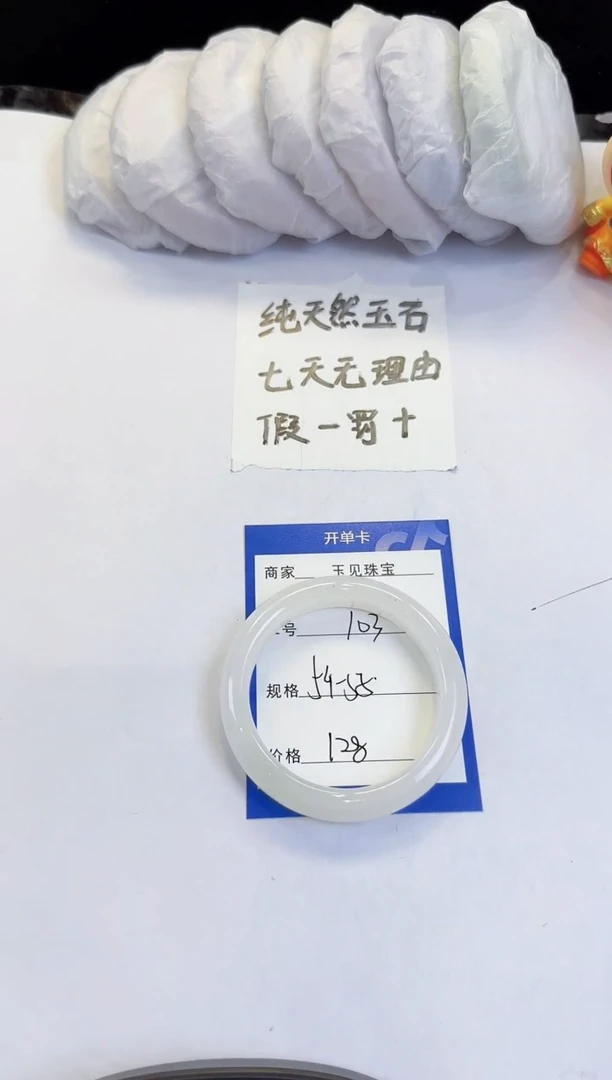 纯天然玉石
七天无理由
假一罚十
开单卡
商家 玉见珠宝
号 103
规格 54-58
价格 128